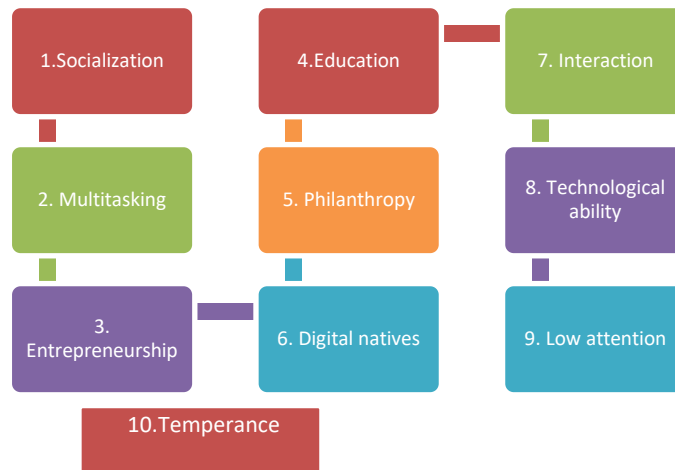 1.Socialization
2. Multitasking
3.
Entrepreneurship
4.Education
5. Philanthropy
6. Digital natives
7. Interaction
8. Technological
ability
9. Low attention
10.Temperance